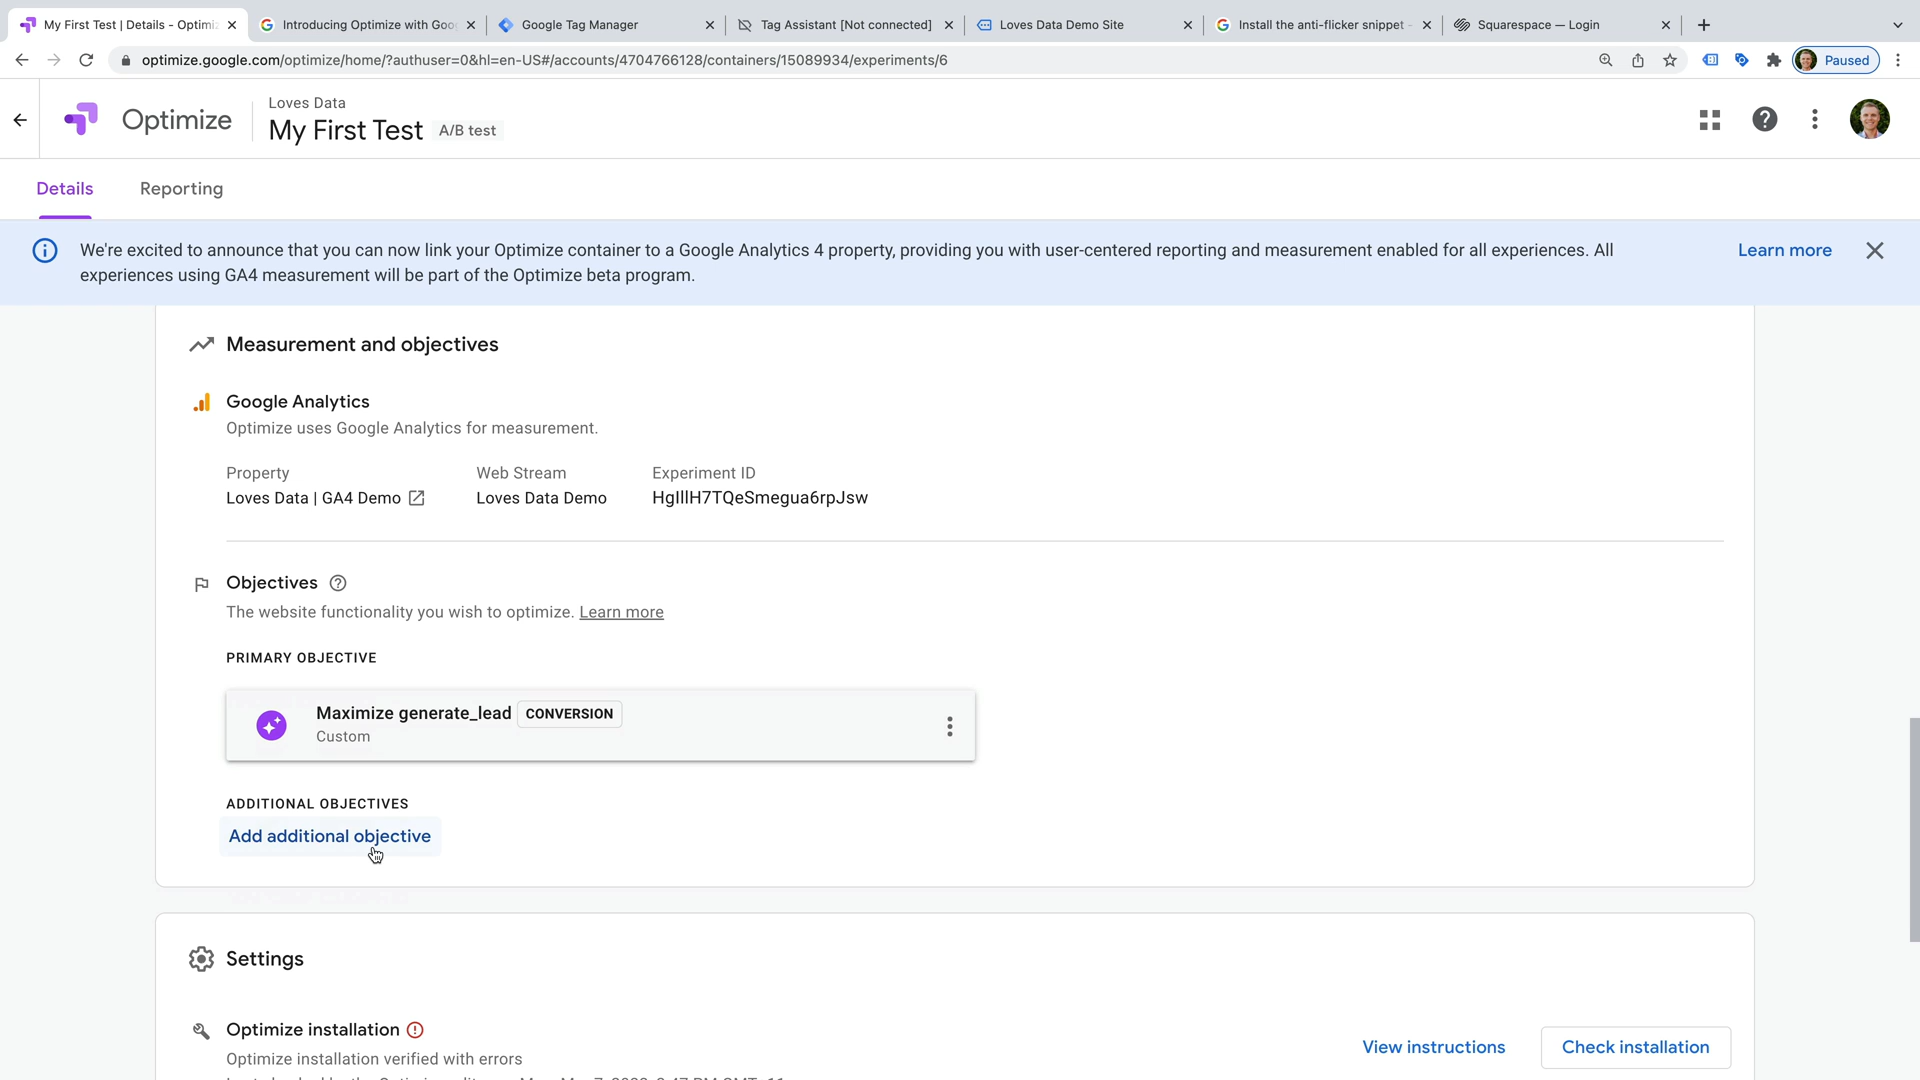 My First Test | Details - Optimiz
Introducing Optimize with Goog
Google Tag Manager
Tag Assistant [Not connected]
Loves Data Demo Site
Install the anti-flicker snippet -
Squarespace — Login
optimize.google.com/optimize/home/?authuser=0&hl=en-US#/accounts/4704766128/containers/15089934/experiments/6
Paused
Optimize
Loves Data
My First Test A/B test
Details
Reporting
We're excited to announce that you can now link your Optimize container to a Google Analytics 4 property, providing you with user-centered reporting and measurement enabled for all experiences. All
experiences using GA4 measurement will be part of the Optimize beta program.
Learn more
Measurement and objectives
Google Analytics
Optimize uses Google Analytics for measurement.
Property
Web Stream
Experiment ID
Loves Data | GA4 Demo
Loves Data Demo
HgIllH7TQeSmegua6rpJsw
Objectives
The website functionality you wish to optimize. Learn more
PRIMARY OBJECTIVE
Maximize generate_lead CONVERSION
Custom
ADDITIONAL OBJECTIVES
Add additional objective
Settings
Optimize installation
Optimize installation verified with errors
View instructions
Check installation